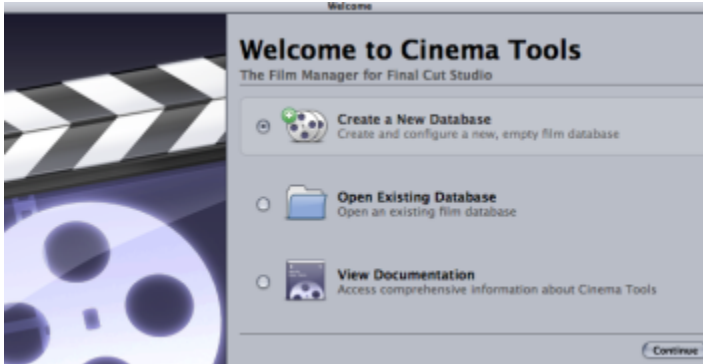 Welcome
Welcome to Cinema Tools
The Film Manager for Final Cut Studio
Create a New Database
Create and configure a new, empty film database
Open Existing Database
Open an existing film database
View Documentation
Access comprehensive information about Cinema Tools
Continue